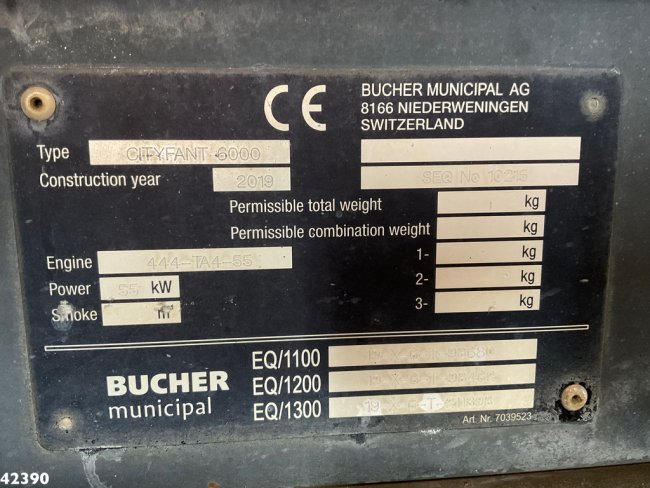 CE
BUCHER MUNICIPAL AG
8166 NIEDERWENINGEN
SWITZERLAND
Type CITYFANT 6000
Construction year 2019 SEQ No 10215
Permissible total weight kg
Permissible combination weight kg
1- kg
Engine 444-TA4-55
2- kg
Power 55 kW
3- kg
Smoke
EQ/1100
BUCHER
municipal
EQ/1200
EQ/1300
Art. Nr. 7039523
42390